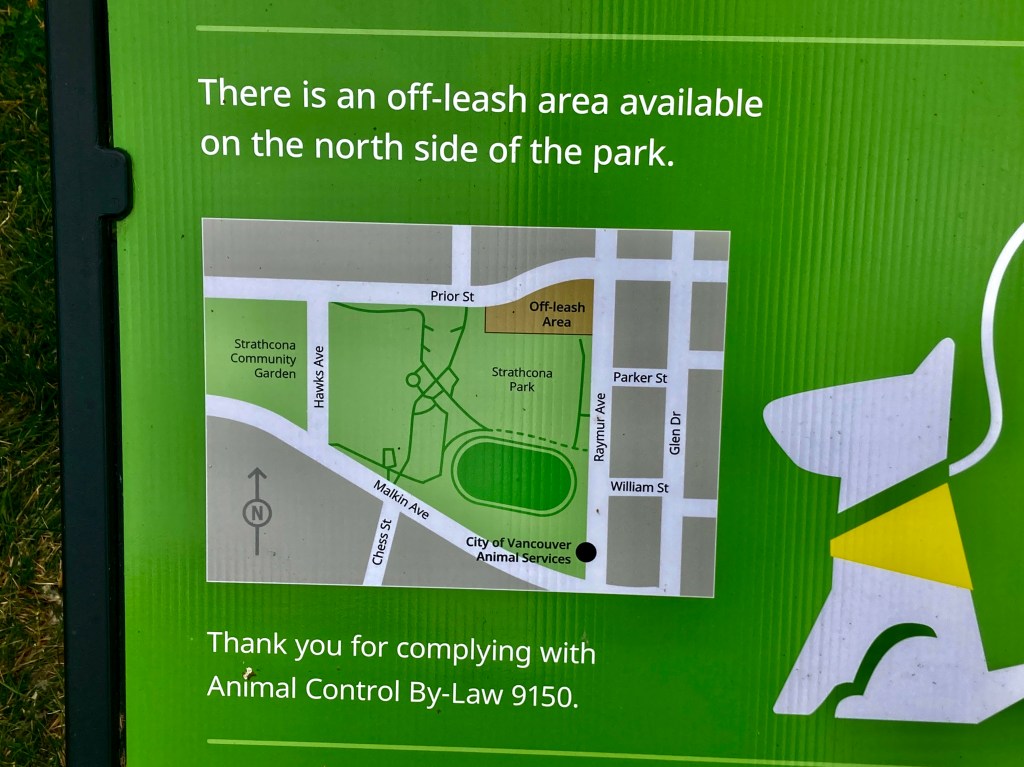 There is an off-leash area available
on the north side of the park.
Prior St
Off-leash
Area
Strathcona
Community
Garden
Hawks Ave
Strathcona
Park
Parker St
Raymur Ave
Glen Dr
William St
Malkin Ave
Chess St
N
City of Vancouver
Animal Services
Thank you for complying with
Animal Control By-Law 9150.